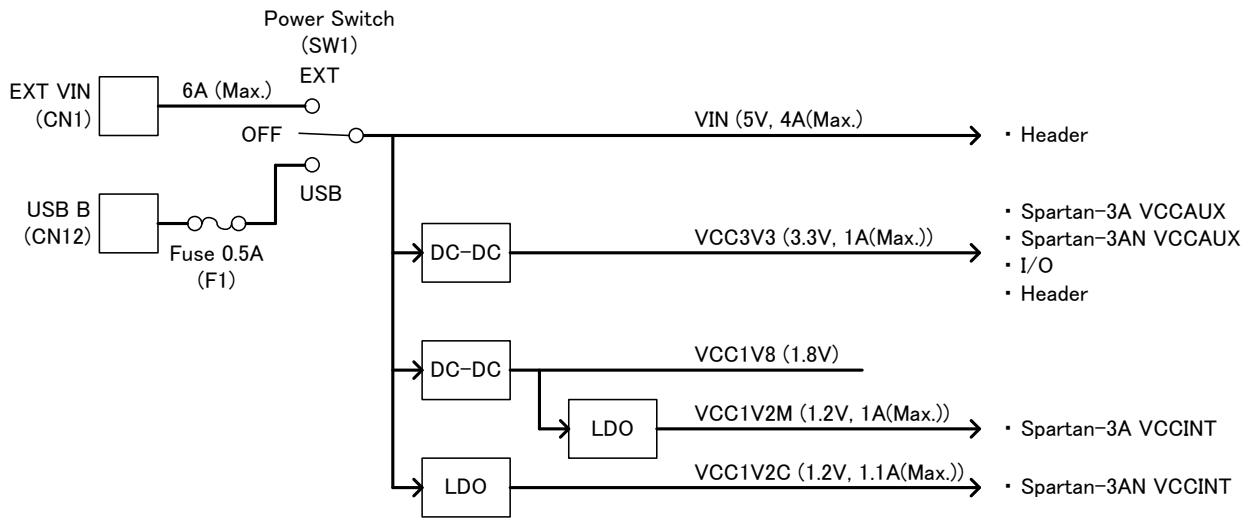 Power Switch
(SW1)
EXT
EXT VIN
(CN1)
6A (Max.)
OFF
USB
USB B
(CN12)
Fuse 0.5A
(F1)
VIN (5V, 4A(Max.)
・Header
DC-DC
VCC3V3 (3.3V, 1A(Max.))
・Spartan-3A VCCAUX
・Spartan-3AN VCCAUX
・I/O
・Header
DC-DC
VCC1V8 (1.8V)
LDO
VCC1V2M (1.2V, 1A(Max.))
・Spartan-3A VCCINT
LDO
VCC1V2C (1.2V, 1.1A(Max.))
・Spartan-3AN VCCINT